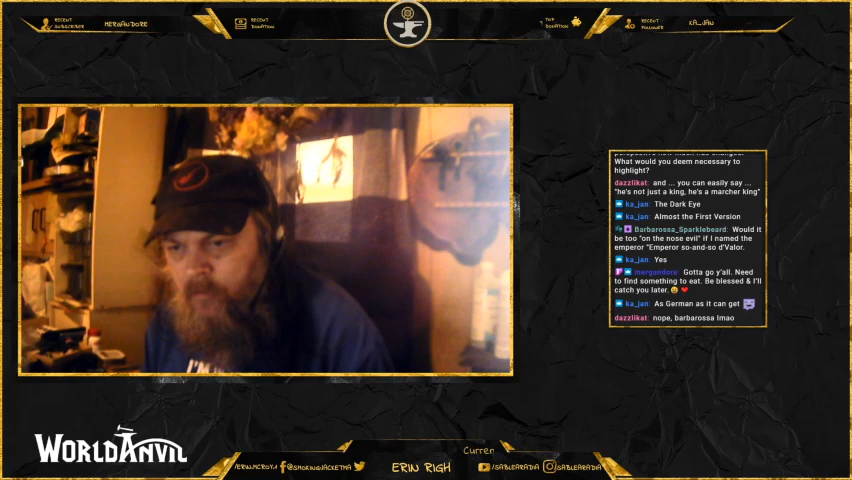 RECENT
SUBSCRIBER
MERGANDORE
RECENT
DONATION
TOP
DONATION
RECENT
FOLLOWER
KA_JAN
What would you deem necessary to
highlight?
dazzlikat: and ... you can easily say ...
"he's not just a king, he's a marcher king"
ka_jan: The Dark Eye
ka_jan: Almost the First Version
Barbarossa_Sparklebeard: Would it
be too "on the nose evil" if I named the
emperor "Emperor so-and-so d'Valor.
ka_jan: Yes
mergandore: Gotta go y'all. Need
to find something to eat. Be blessed & I'll
catch you later.
ka_jan: As German as it can get
dazzlikat: nope, barbarossa lmao
WORLDANVIL
Curren
/ERIN.MCROY.1
@SMOKINGJACKETMA
ERIN RIGH
/SABLEARADIA
/SABLEARADIA
I'M